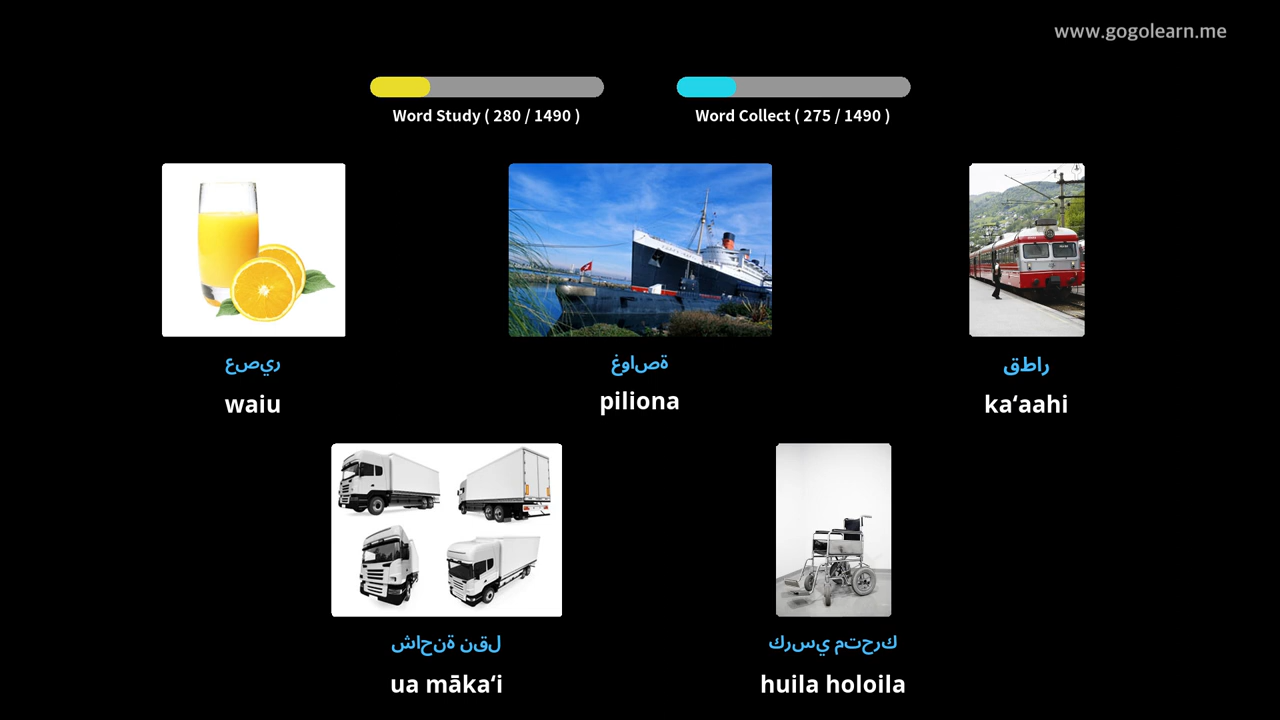 www.gogolearn.me
Word Study ( 280 / 1490 )
Word Collect ( 275 / 1490 )
عصير
غواصة
قطار
waiu
piliona
kaʻaahi
شاحنة نقل
كرسي متحرك
ua mākaʻi
huila holoila